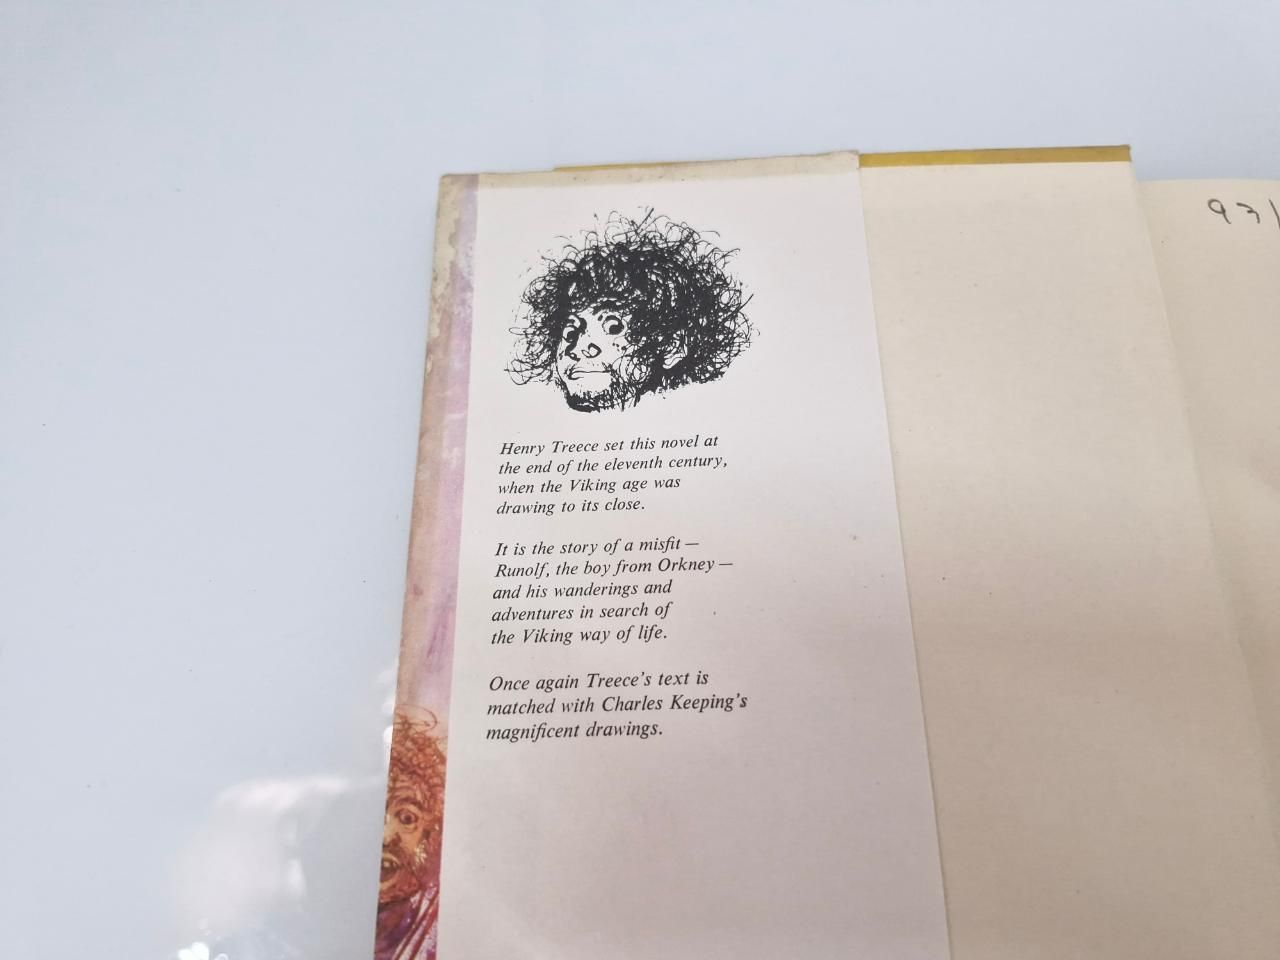 931
Henry Treece set this novel at
the end of the eleventh century,
when the Viking age was
drawing to its close.
It is the story of a misfit —
Runolf, the boy from Orkney —
and his wanderings and
adventures in search of
the Viking way of life.
Once again Treece's text is
matched with Charles Keeping's
magnificent drawings.